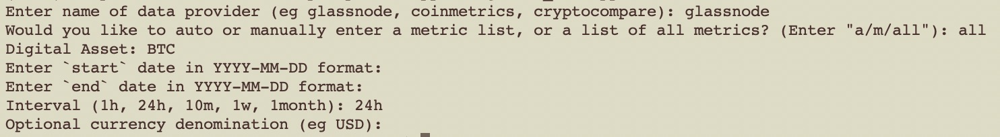 Enter name of data provider (eg glassnode, coinmetrics, cryptocompare): glassnode
Would you like to auto or manually enter a metric list, or a list of all metrics? (Enter "a/m/all"): all
Digital Asset: BTC
Enter `start` date in YYYY-MM-DD format:
Enter `end` date in YYYY-MM-DD format:
Interval (1h, 24h, 10m, 1w, 1month): 24h
Optional currency denomination (eg USD):